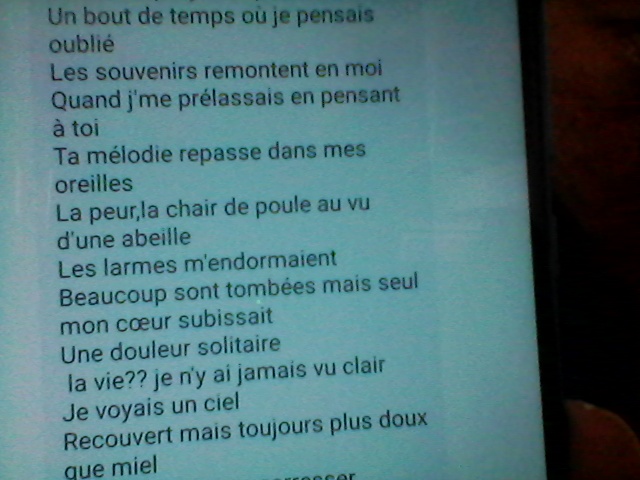 Un bout de temps où je pensais
oublié
Les souvenirs remontent en moi
Quand j'me prélassais en pensant
à toi
Ta mélodie repasse dans mes
oreilles
La peur,la chair de poule au vu
d'une abeille
Les larmes m'endormaient
Beaucoup sont tombées mais seul
mon cœur subissait
Une douleur solitaire
la vie?? je n'y ai jamais vu clair
Je voyais un ciel
Recouvert mais toujours plus doux
que miel